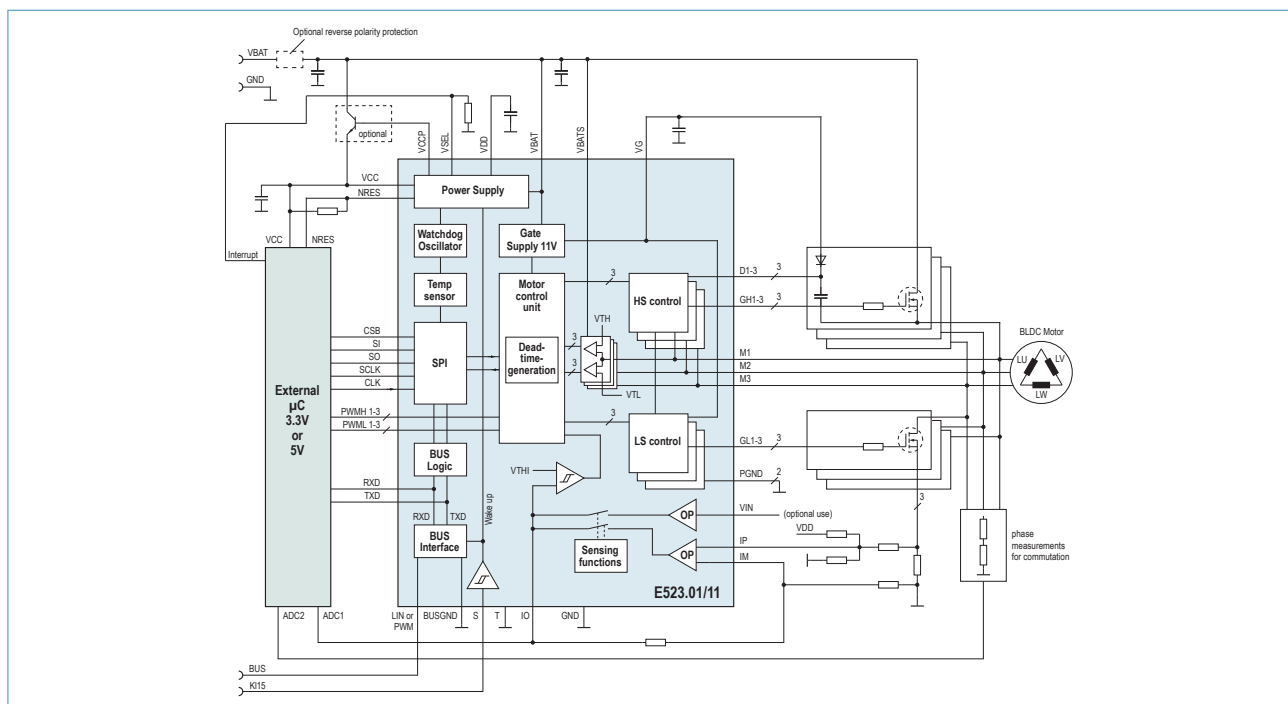 Optional reverse polarity protection
VBAT
GND
optional
VCCP
VSEL
VDD
VBAT
VBATS
VG
VCC
NRES
Power Supply
Watchdog
Oscillator
Gate
Supply 11V
VCC
NRES
Interrupt
Temp
sensor
Motor
control
unit
3
HS control
D1-3
3
GH1-3
3
VTH
BLDC Motor
CSB
SI
SO
SCLK
CLK
SPI
Dead-
time-
generation
3
3
M1
M2
M3
LU
LV
LW
VTL
External
µC
3.3V
or
5V
PWMH 1-3
PWML 1-3
3
LS control
GL1-3
3
BUS
Logic
VTHI
PGND
2
RXD
TXD
RXD
TXD
Wake up
OP
VIN
(optional use)
3
VDD
BUS
Interface
Sensing
functions
OP
IP
IM
phase
measurements
for commutation
E523.01/11
ADC2
ADC1
LIN or
PWM
BUSGND
S
T
IO
GND
BUS
Kl15